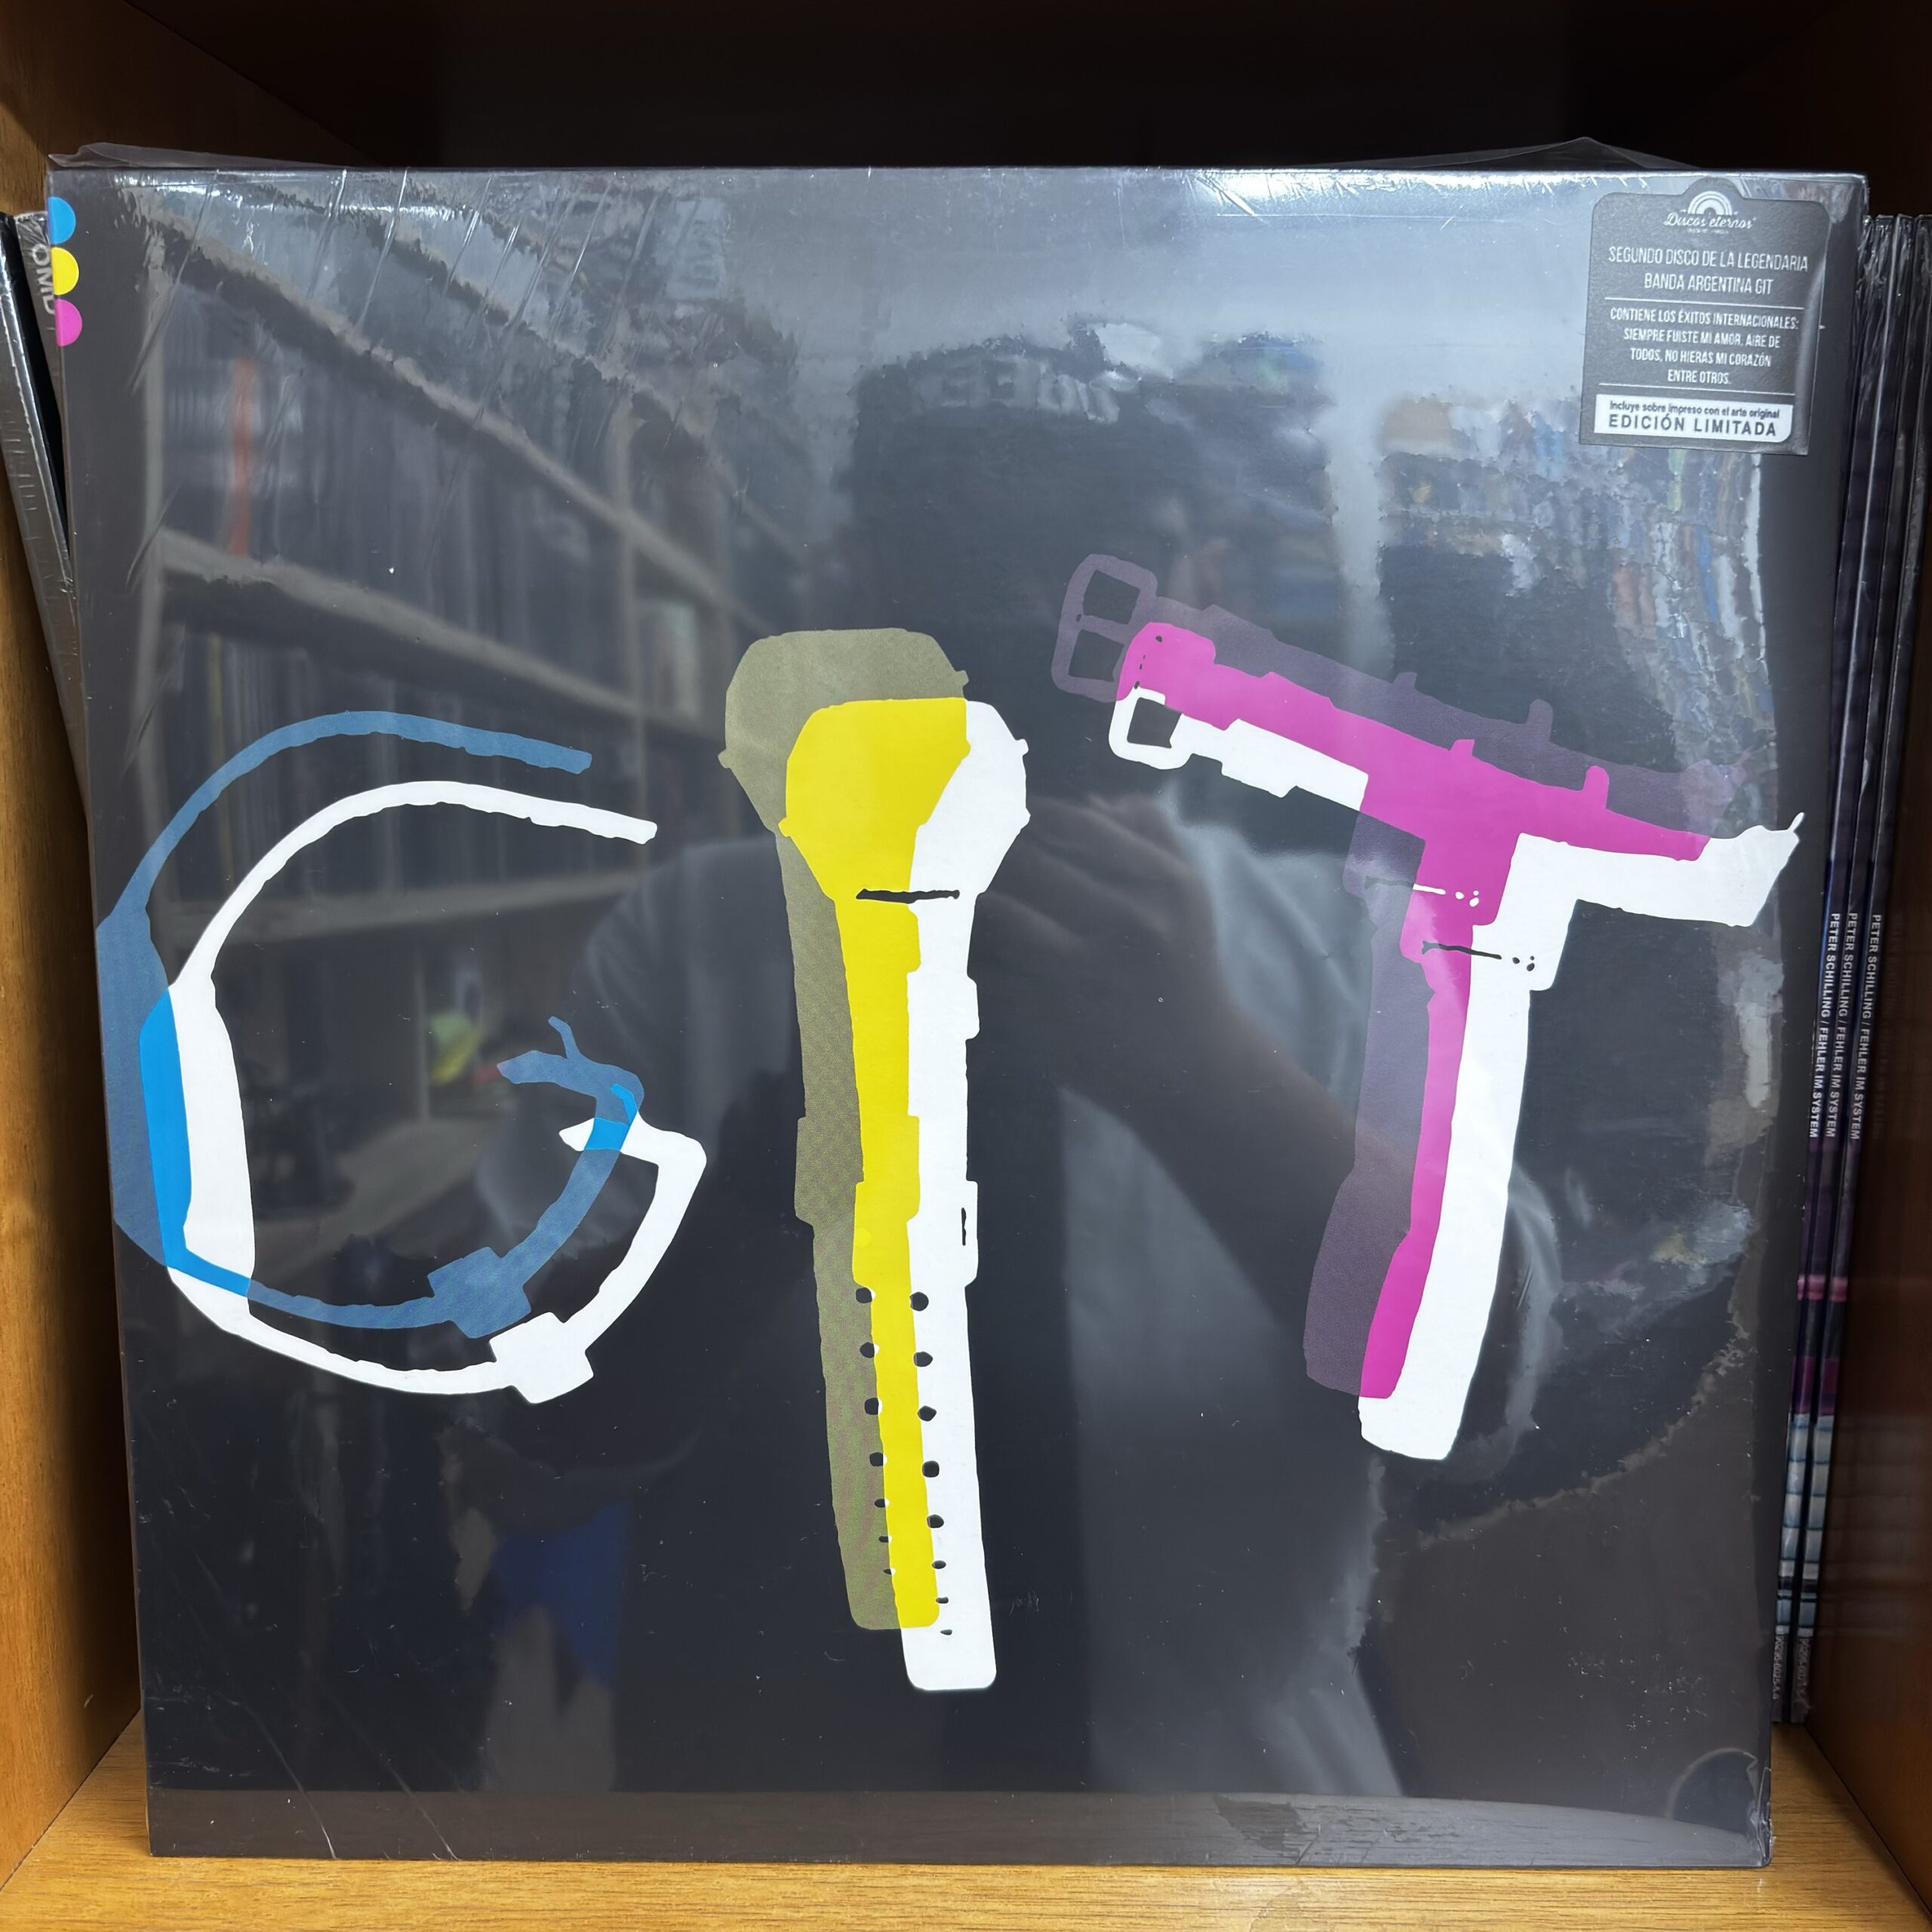 OMD
Discos eternos
SEGUNDO DISCO DE LA LEGENDARIA
BANDA ARGENTINA GIT
CONTIENE LOS ÉXITOS INTERNACIONALES:
SIEMPRE FUISTE MI AMOR, AIRE DE
TODOS, NO HIERAS MI CORAZÓN
ENTRE OTROS.
Incluye sobre impreso con el arte original
EDICIÓN LIMITADA
GIT
PETER SCHILLING / FEHLER IM SYSTEM
PETER SCHILLING / FEHLER IM SYSTEM
PETER SCHILLING / FEHLER IM SYSTEM